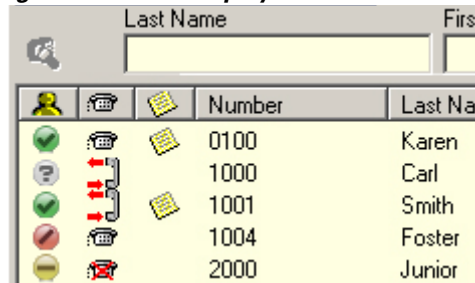 Last Name Firs
Number Last Na
0100 Karen
1000 Carl
1001 Smith
1004 Foster
2000 Junior